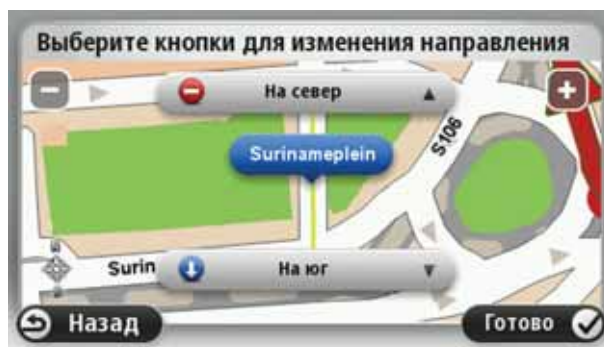 Выберите кнопки для изменения направления
На север
Surinameplein
S106
Surin
На юг
Назад
Готово